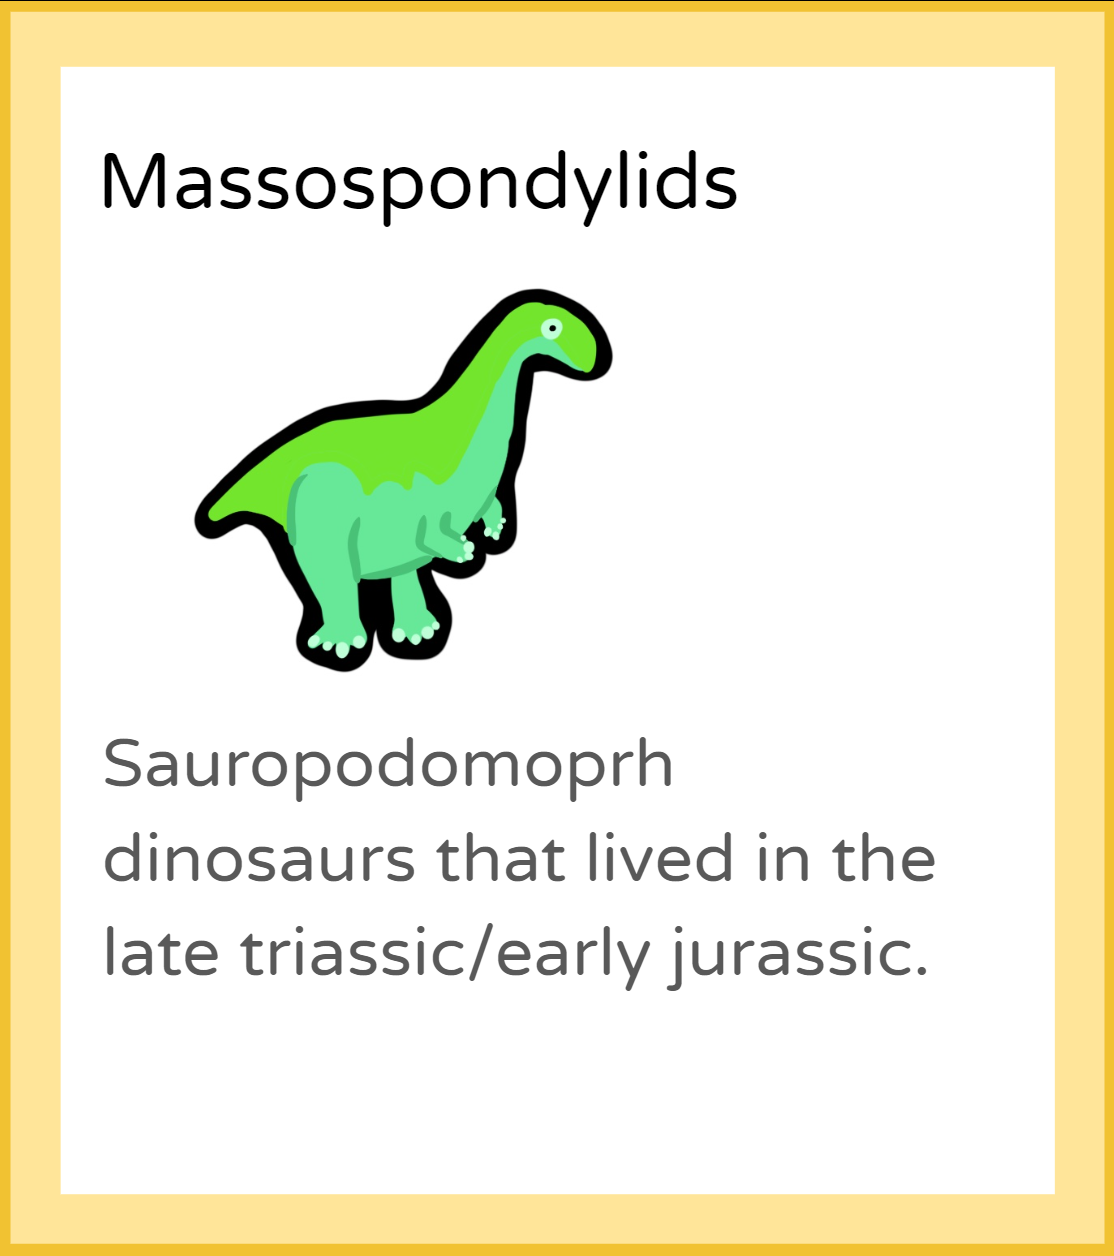 Massospondylids
Sauropodomoprh
dinosaurs that lived in the
late triassic/early jurassic.